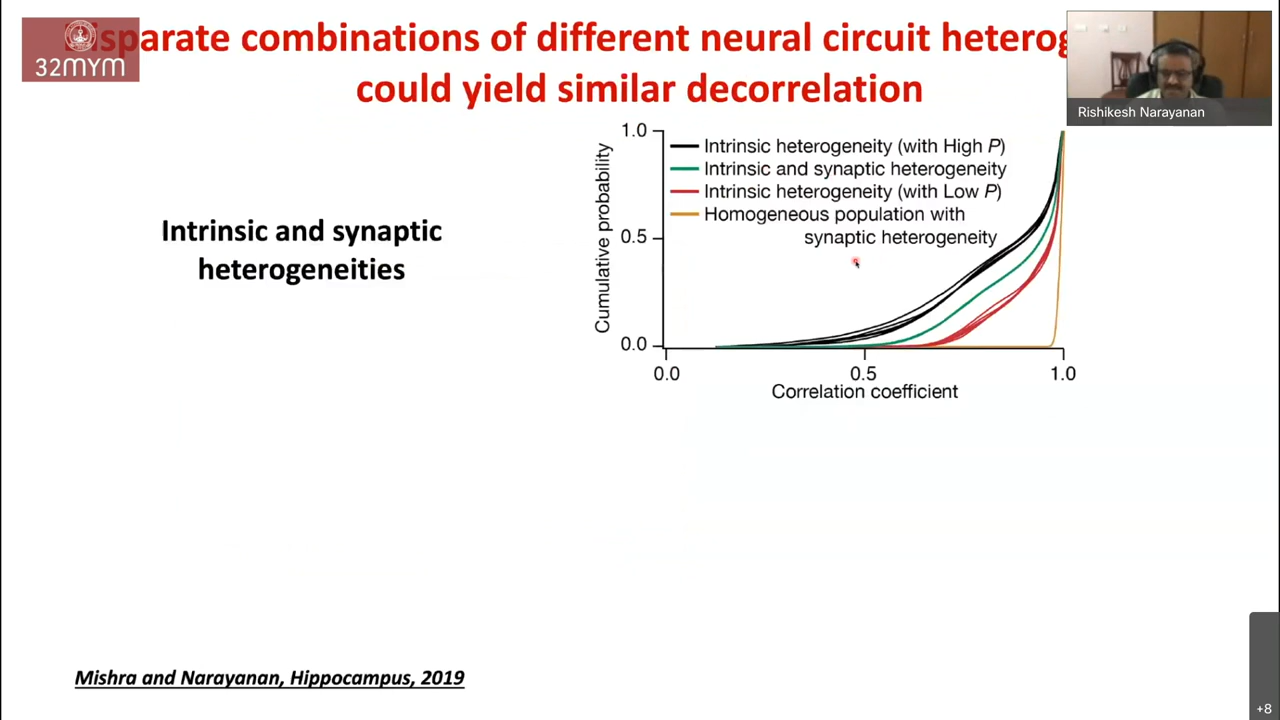 sparate combinations of different neural circuit heterog
could yield similar decorrelation
32MYM
Rishikesh Narayanan
Intrinsic and synaptic
heterogeneities
Cumulative probability
1.0
0.5
0.0
Intrinsic heterogeneity (with High P)
Intrinsic and synaptic heterogeneity
Intrinsic heterogeneity (with Low P)
Homogeneous population with
synaptic heterogeneity
0.0 0.5 1.0
Correlation coefficient
Mishra and Narayanan, Hippocampus, 2019
+8